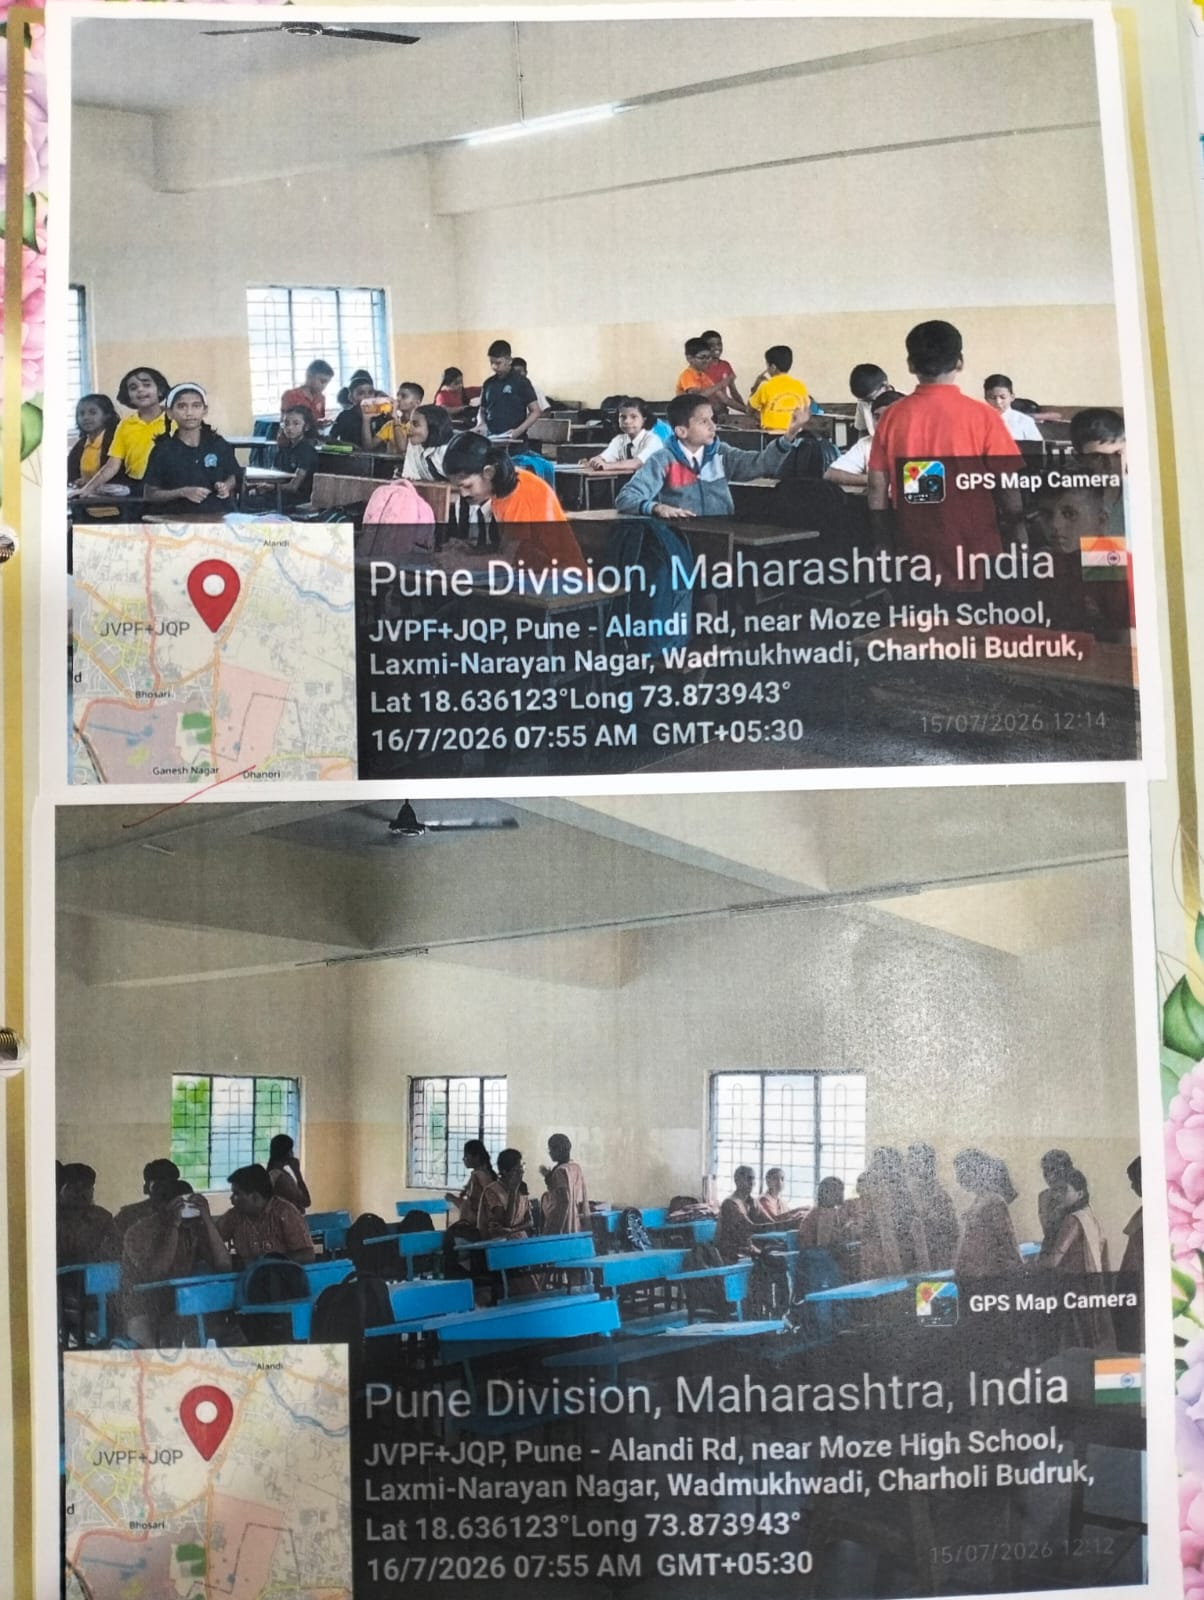 GPS Map Camera
Alandi
JVPF+JQP
d
Bhosari
Ganesh Nagar
Dhanori
Pune Division, Maharashtra, India
JVPF+JQP, Pune - Alandi Rd, near Moze High School,
Laxmi-Narayan Nagar, Wadmukhwadi, Charholi Budruk,
Lat 18.636123°Long 73.873943°
16/7/2026 07:55 AM GMT+05:30
15/07/2026 12:14
GPS Map Camera
Alandi
JVPF+JQP
d
Bhosari
Pune Division, Maharashtra, India
JVPF+JQP, Pune - Alandi Rd, near Moze High School,
Laxmi-Narayan Nagar, Wadmukhwadi, Charholi Budruk,
Lat 18.636123°Long 73.873943°
16/7/2026 07:55 AM GMT+05:30
15/07/2026 12:12